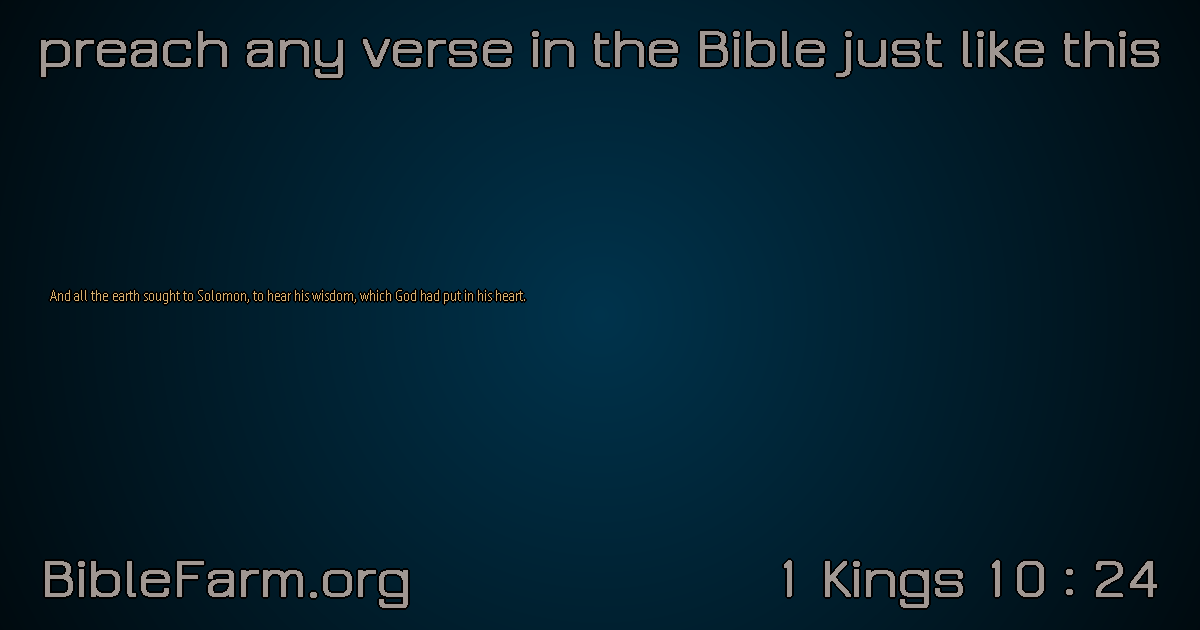 preach any verse in the Bible just like this
And all the earth sought to Solomon, to hear his wisdom, which God had put in his heart.
BibleFarm.org
1 Kings 10 : 24